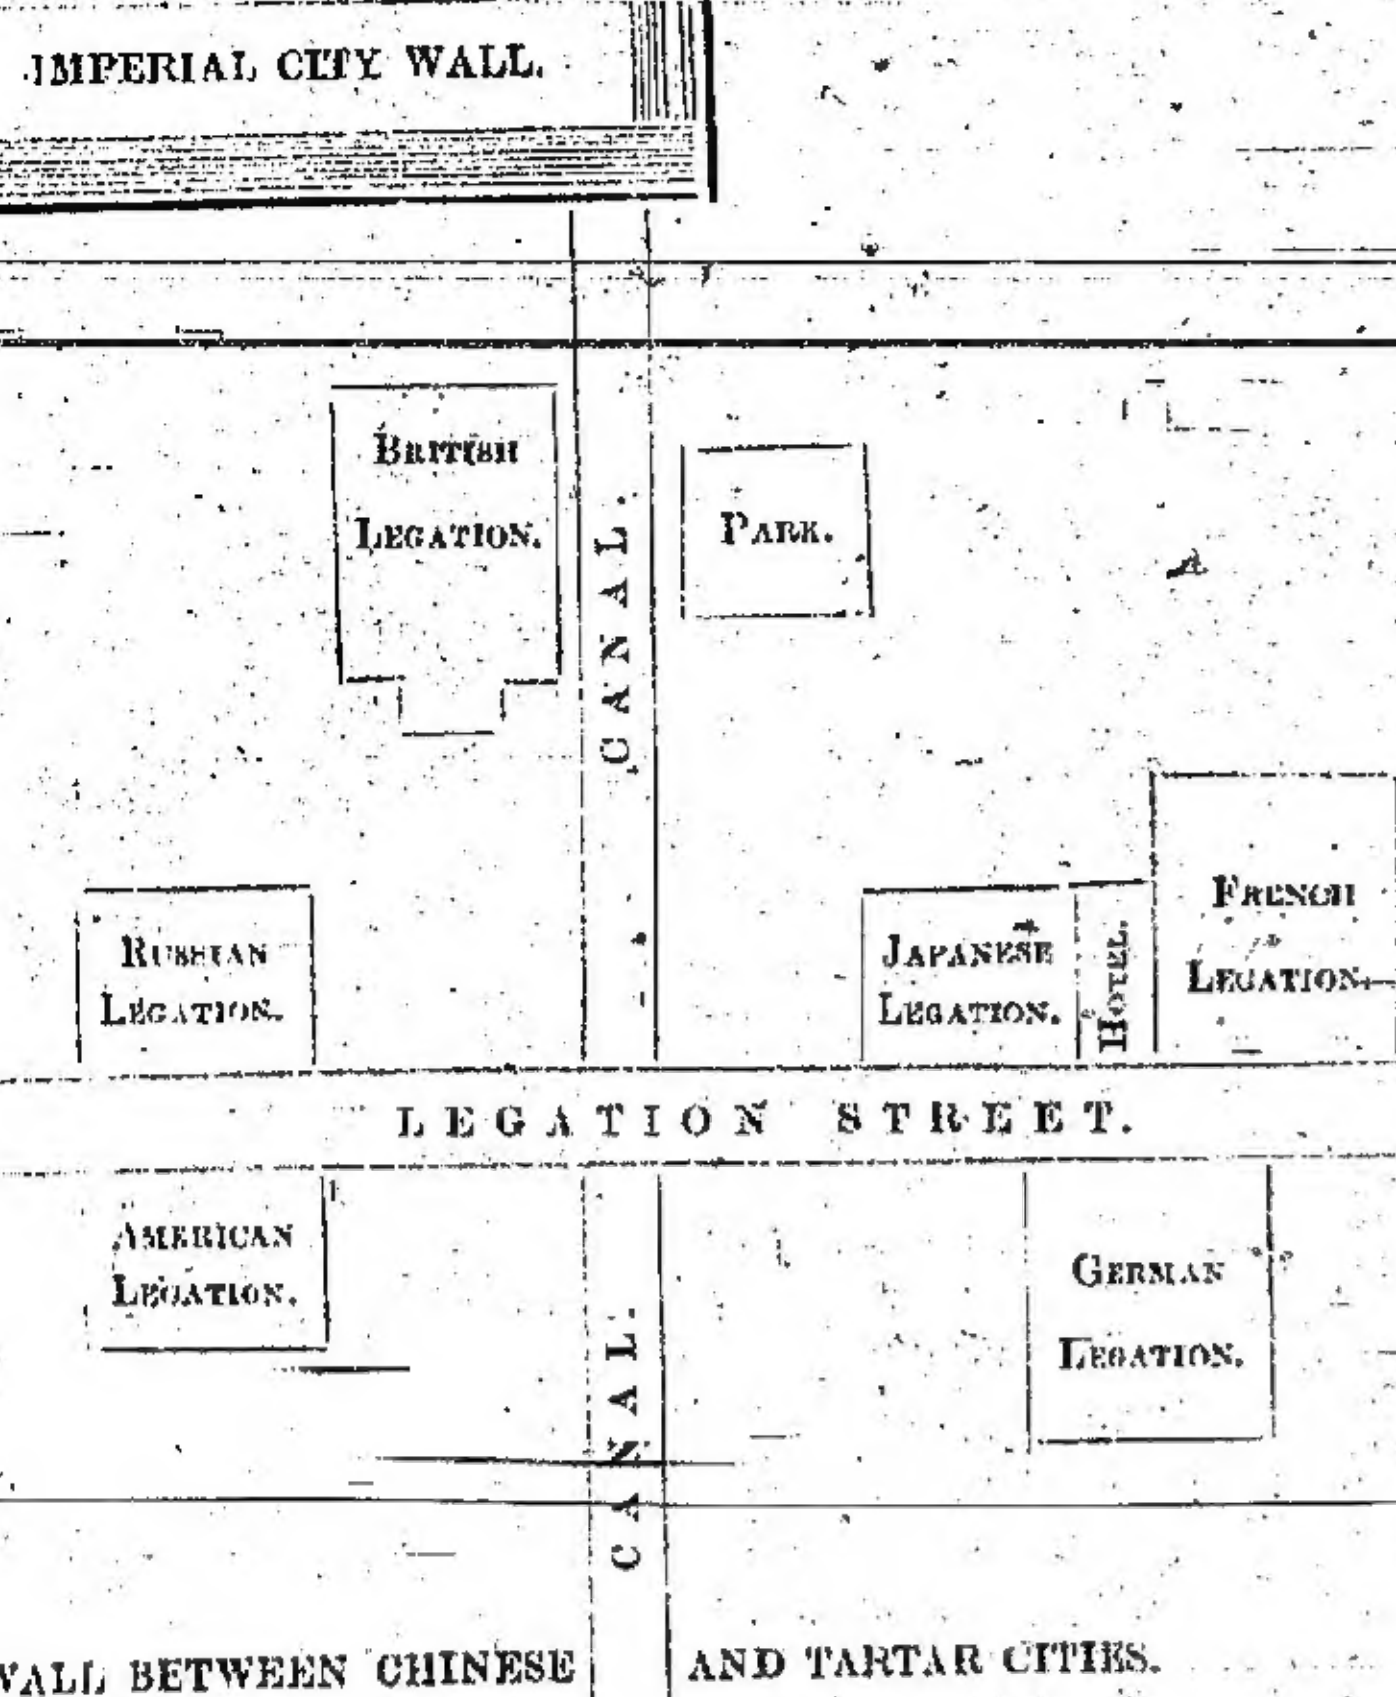 IMPERIAL CITY WALL.
BRITISH
LEGATION.
CANAL.
PARK.
RUSSIAN
LEGATION.
JAPANESE
LEGATION.
HOTEL.
FRENCH
LEGATION.
LEGATION STREET.
AMERICAN
LEGATION.
CANAL.
GERMAN
LEGATION.
WALL BETWEEN CHINESE AND TARTAR CITIES.